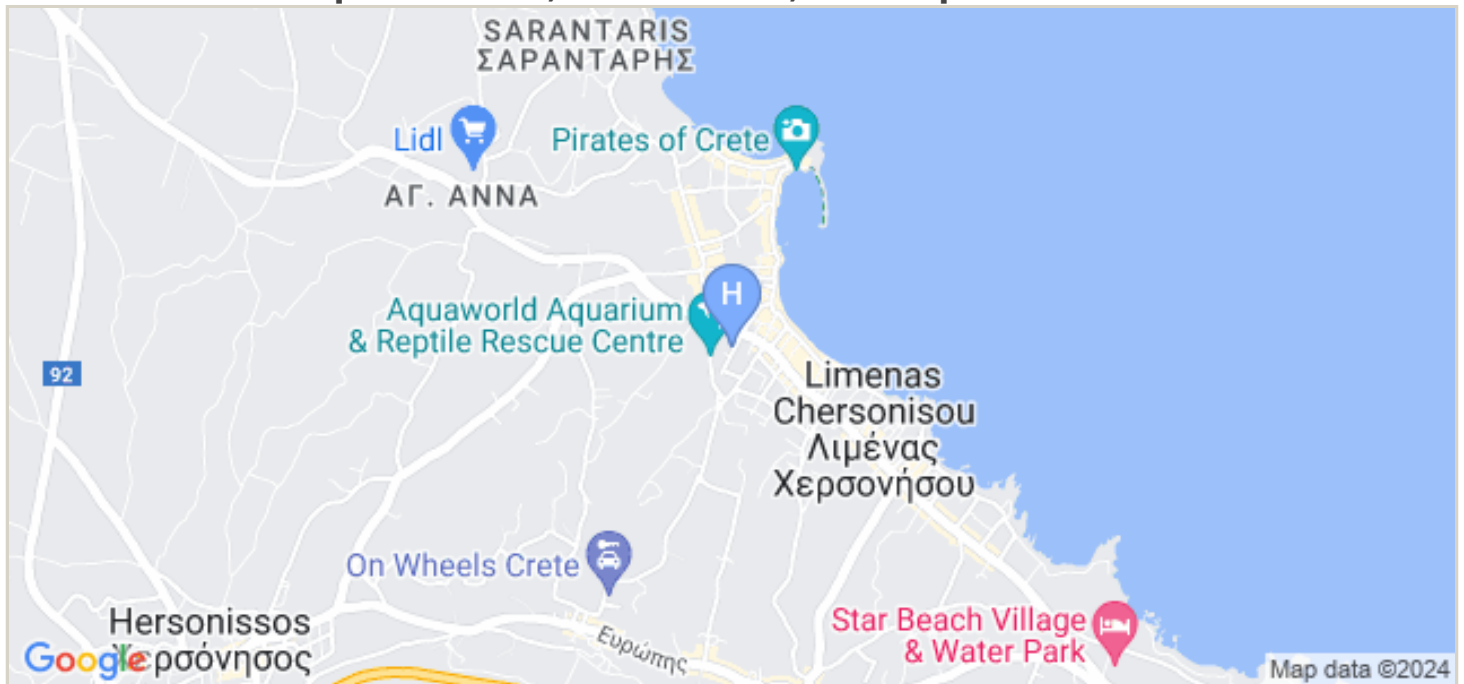 SARANTARIS
ΣΑΡΑΝΤΑΡΗΣ
Lidl
Pirates of Crete
ΑΓ. ΑΝΝΑ
H
Aquaworld Aquarium
& Reptile Rescue Centre
92
Limenas
Chersonisou
Λιμένας
Χερσονήσου
On Wheels Crete
Hersonissos
Χερσόνησος
Ευρώπης
Star Beach Village
& Water Park
Google
Map data ©2024